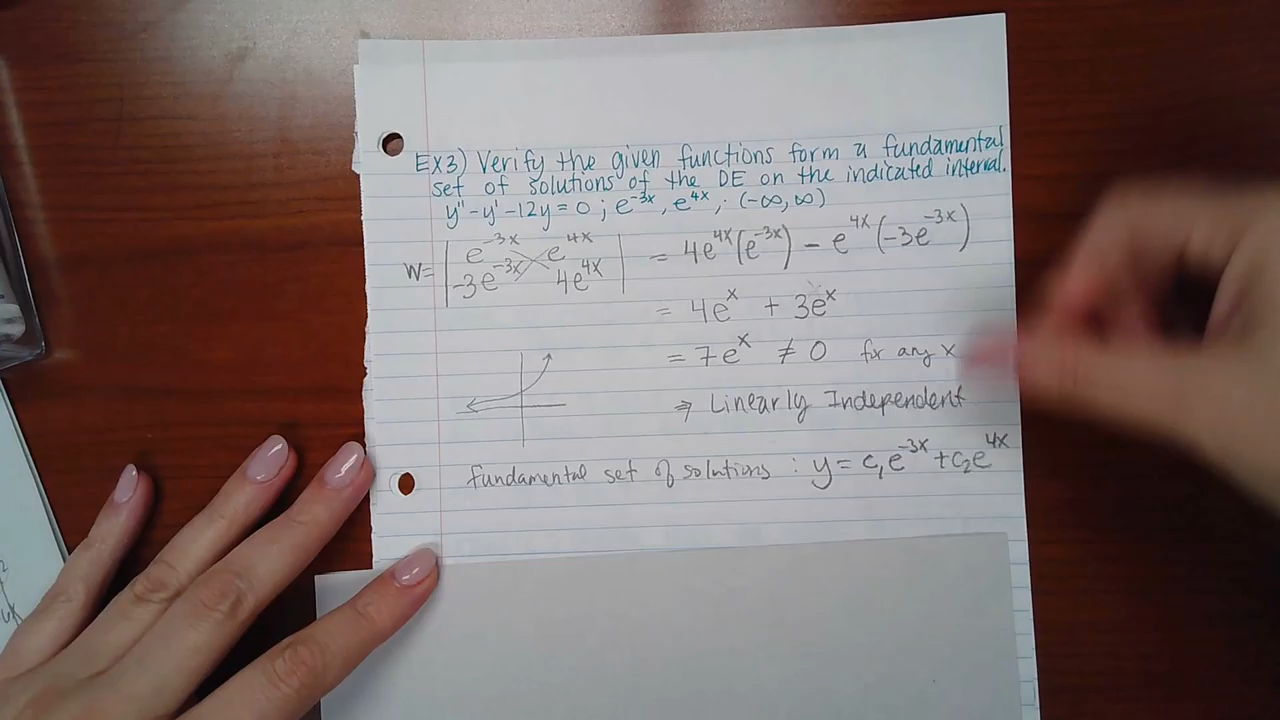 EX3) Verify the given functions form a fundamental
set of solutions of the DE on the indicated interval.
y''-y'-12y=0; e^-3x, e^4x; (-∞,∞)
W= | e^-3x e^4x | = 4e^4x(e^-3x) - e^4x(-3e^-3x)
-3e^-3x 4e^4x
= 4e^x + 3e^x
= 7e^x ≠ 0 for any x
⇒ Linearly Independent
fundamental set of solutions : y = c₁e^-3x + c₂e^4x